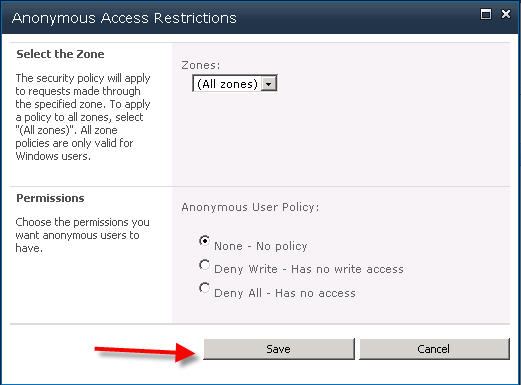 Anonymous Access Restrictions
Select the Zone
The security policy will apply
to requests made through
the specified zone. To apply
a policy to all zones, select
"(All zones)". All zone
policies are only valid for
Windows users.
Zones:
(All zones)
Permissions
Choose the permissions you
want anonymous users to
have.
Anonymous User Policy:
None - No policy
Deny Write - Has no write access
Deny All - Has no access
Save
Cancel